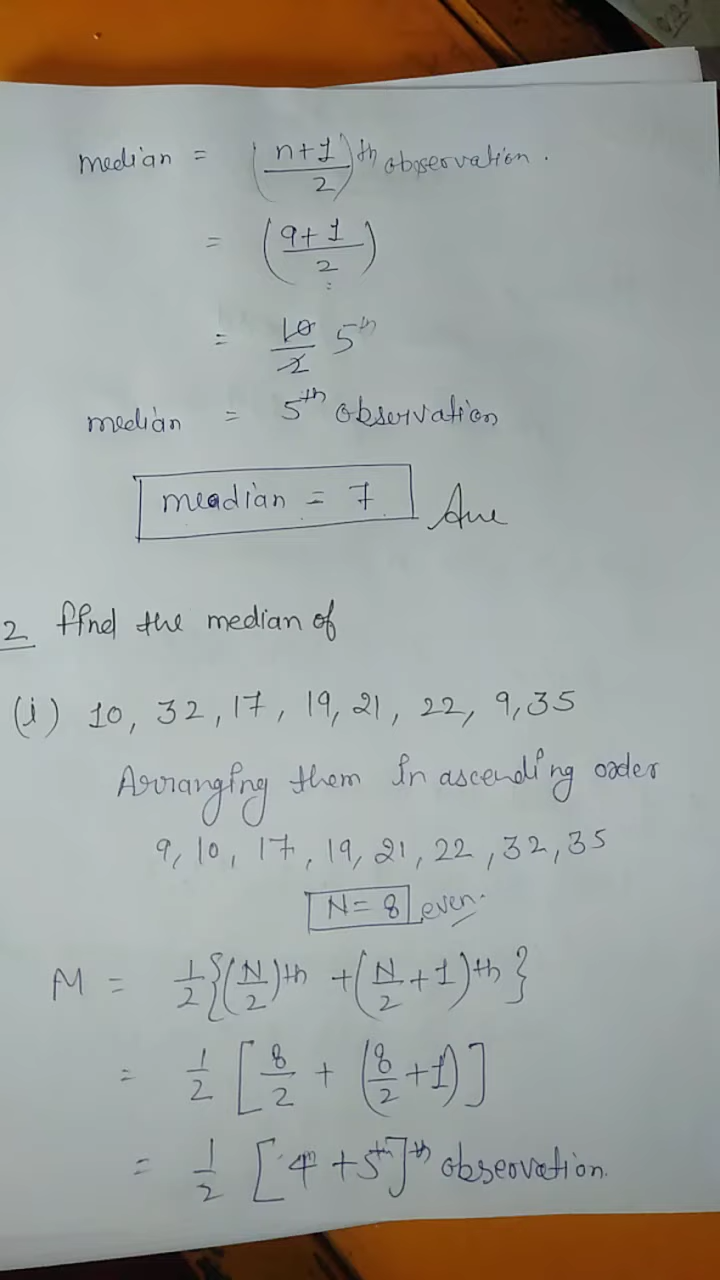 median = (n+1/2)th observation.
= (9+1/2)
= 10/2 5th
median = 5th observation
meadian = 7 Ans
2 find the median of
(i) 10, 32, 17, 19, 21, 22, 9, 35
Arranging them in ascending order
9, 10, 17, 19, 21, 22, 32, 35
N = 8 even.
M = 1/2{(N/2)th + (N/2+1)th}
= 1/2 [8/2 + (8/2+1)]
= 1/2 [4th + 5th]th observation.